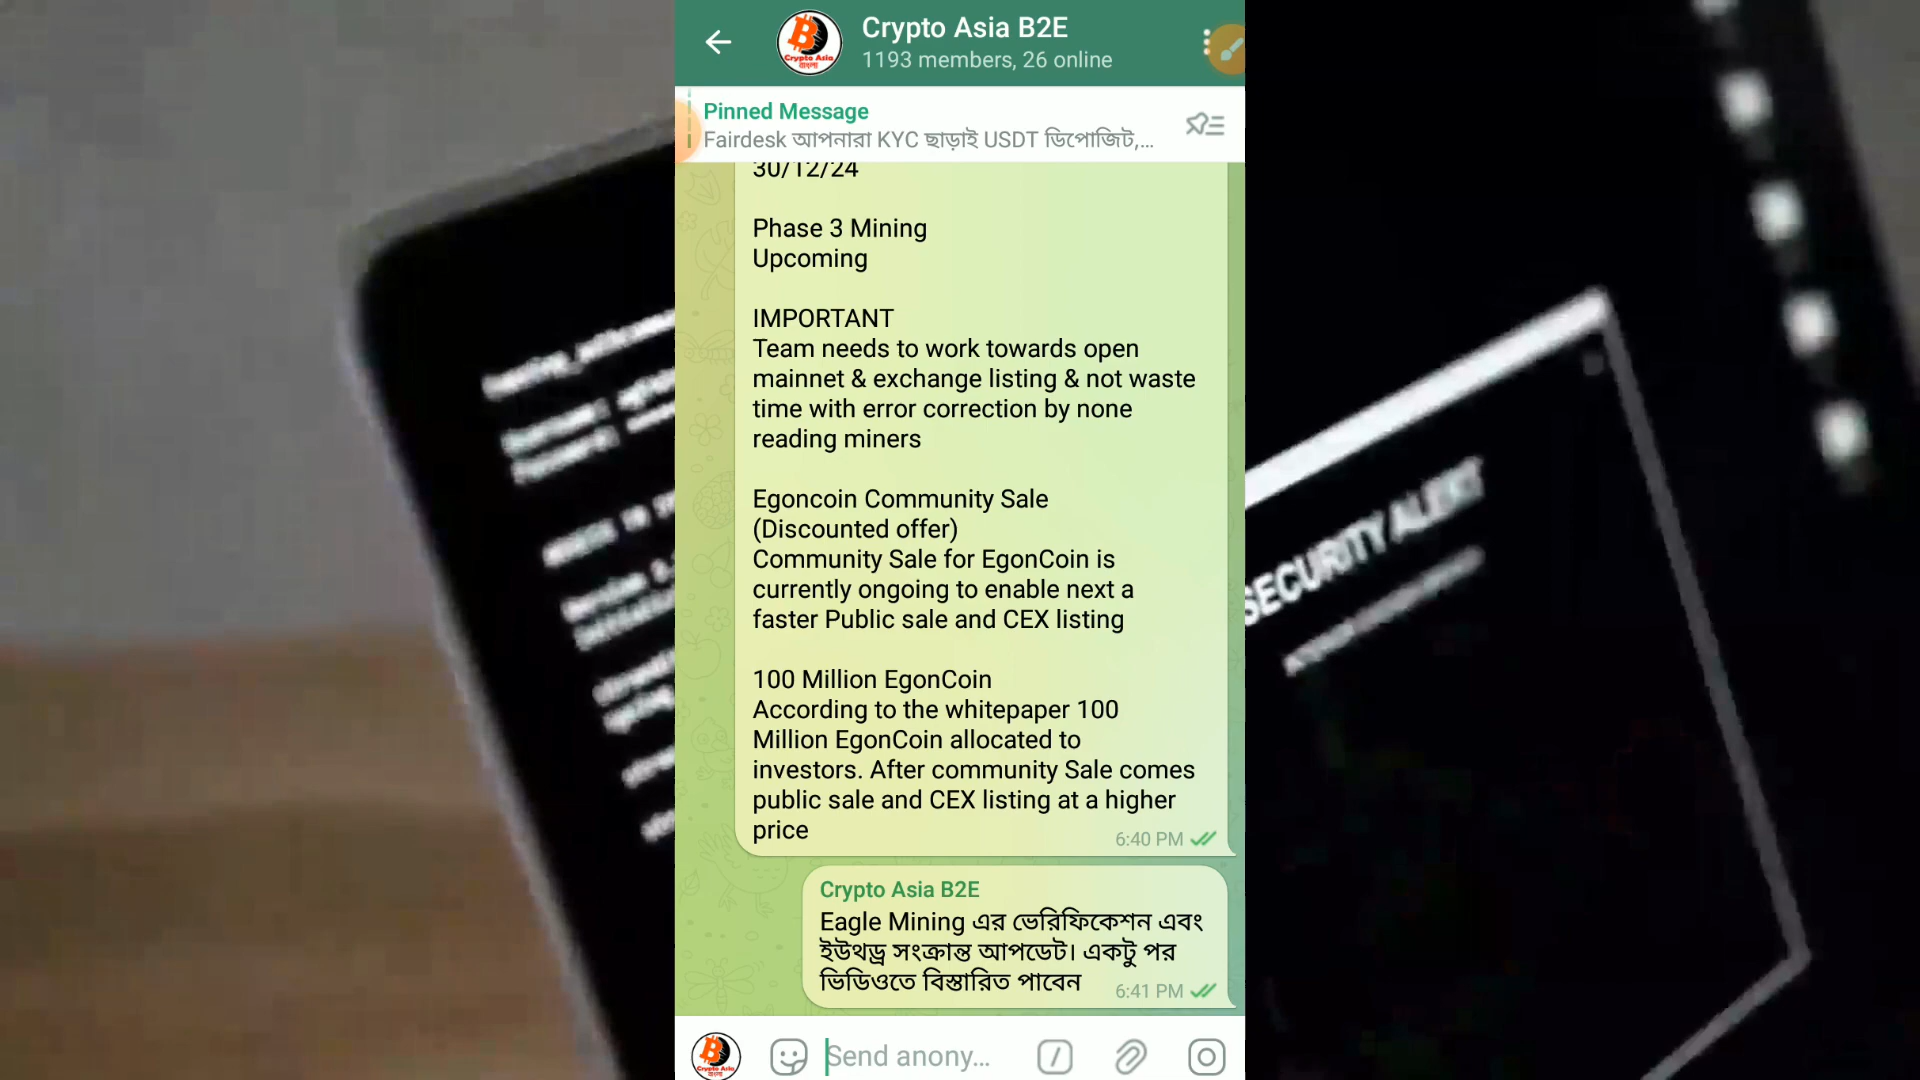 Crypto Asia B2E
1193 members, 26 online
Pinned Message
Fairdesk আপনারা KYC ছাড়াই USDT ডিপোজিট,...
30/12/24
Phase 3 Mining
Upcoming
IMPORTANT
Team needs to work towards open
mainnet & exchange listing & not waste
time with error correction by none
reading miners
Egoncoin Community Sale
(Discounted offer)
Community Sale for EgonCoin is
currently ongoing to enable next a
faster Public sale and CEX listing
100 Million EgonCoin
According to the whitepaper 100
Million EgonCoin allocated to
investors. After community Sale comes
public sale and CEX listing at a higher
price
6:40 PM
Crypto Asia B2E
Eagle Mining এর ভেরিফিকেশন এবং
ইউথড্র সংক্রান্ত আপডেট। একটু পর
ভিডিওতে বিস্তারিত পাবেন
6:41 PM
Send anony...
SECURITY ALERT
Crypto Asia
বাংলা